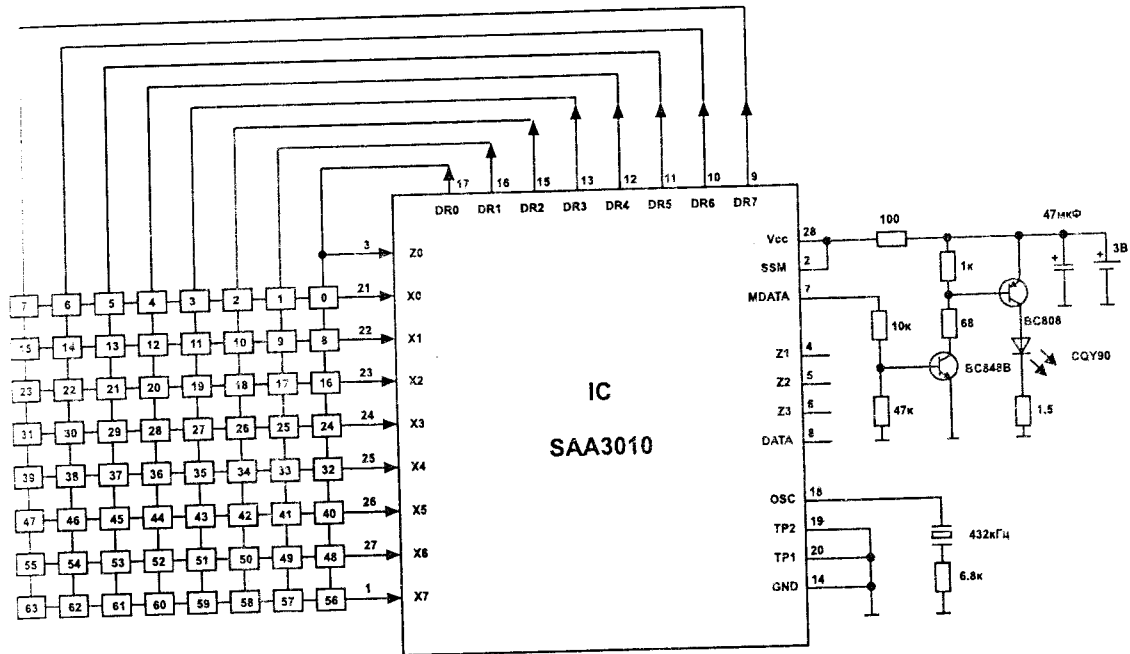 17 16 15 13 12 11 10 9
DR0 DR1 DR2 DR3 DR4 DR5 DR6 DR7
3 Z0
7 6 5 4 3 2 1 0 21 X0
15 14 13 12 11 10 9 8 22 X1
23 22 21 20 19 18 17 16 23 X2
31 30 29 28 27 26 25 24 24 X3
39 38 37 36 35 34 33 32 25 X4
47 46 45 44 43 42 41 40 26 X5
55 54 53 52 51 50 49 48 27 X6
63 62 61 60 59 58 57 56 1 X7
IC
SAA3010
Vcc 28
SSM 2
MDATA 7
Z1 4
Z2 5
Z3 6
DATA 8
OSC 18
TP2 19
TP1 20
GND 14
100
47мкФ
+
+
3В
1к
BC808
10к
68
BC848B
CQY90
47к
1.5
432кГц
6.8к